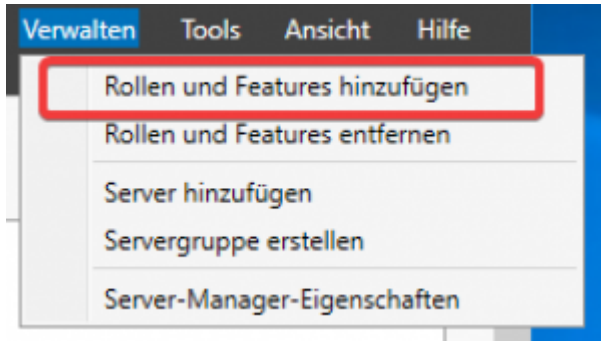 Verwalten Tools Ansicht Hilfe
Rollen und Features hinzufügen
Rollen und Features entfernen
Server hinzufügen
Servergruppe erstellen
Server-Manager-Eigenschaften